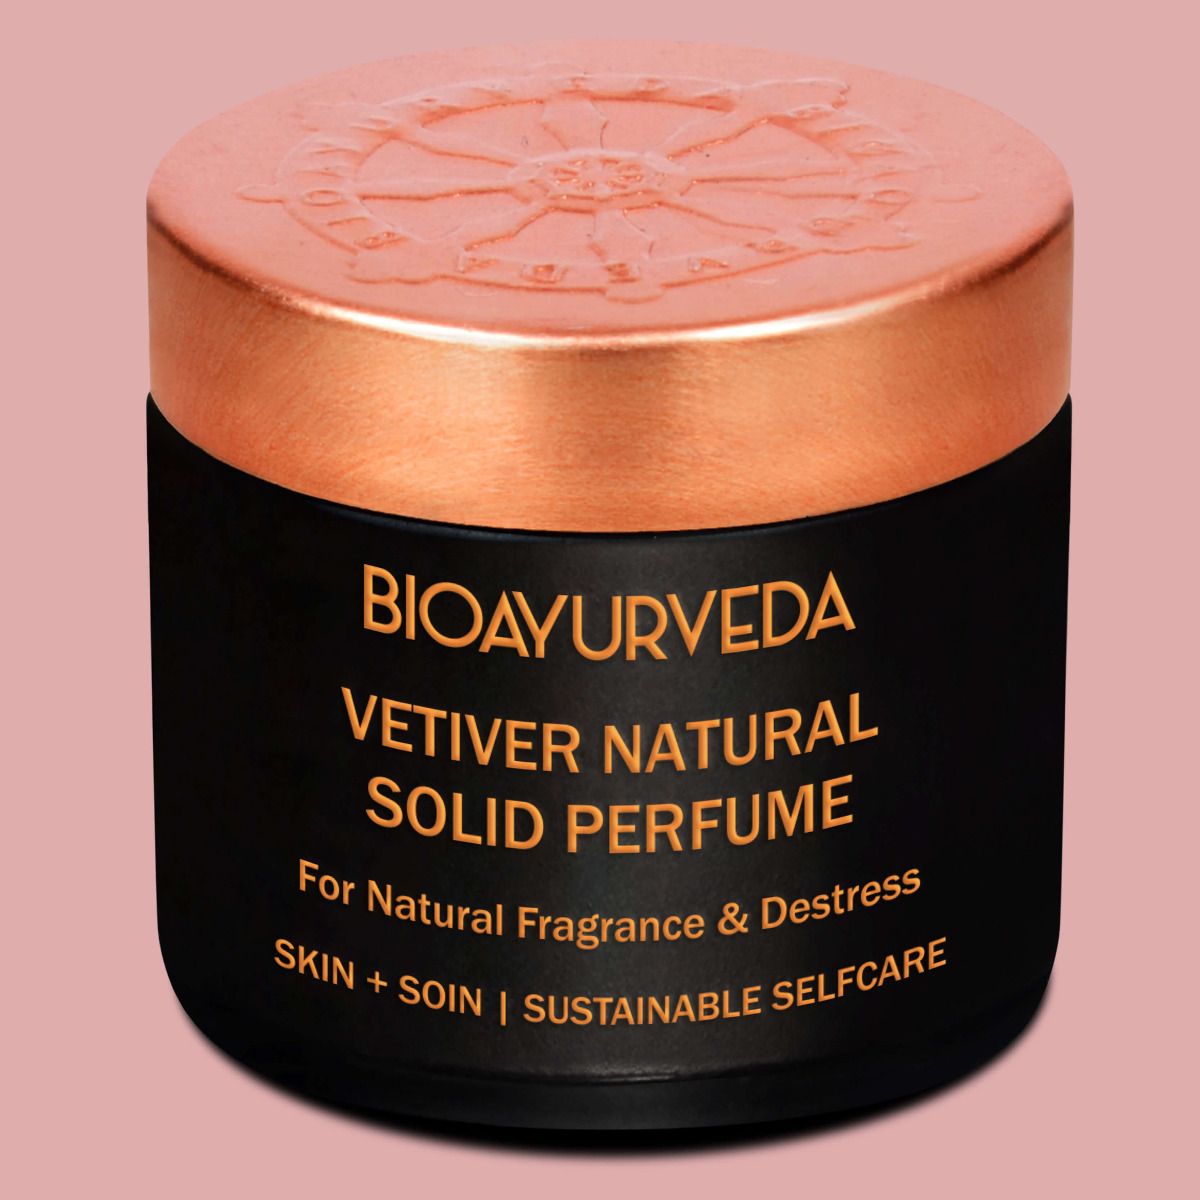 BIOAYURVEDA
VETIVER NATURAL
SOLID PERFUME
For Natural Fragrance & Destress
SKIN + SOIN | SUSTAINABLE SELFCARE